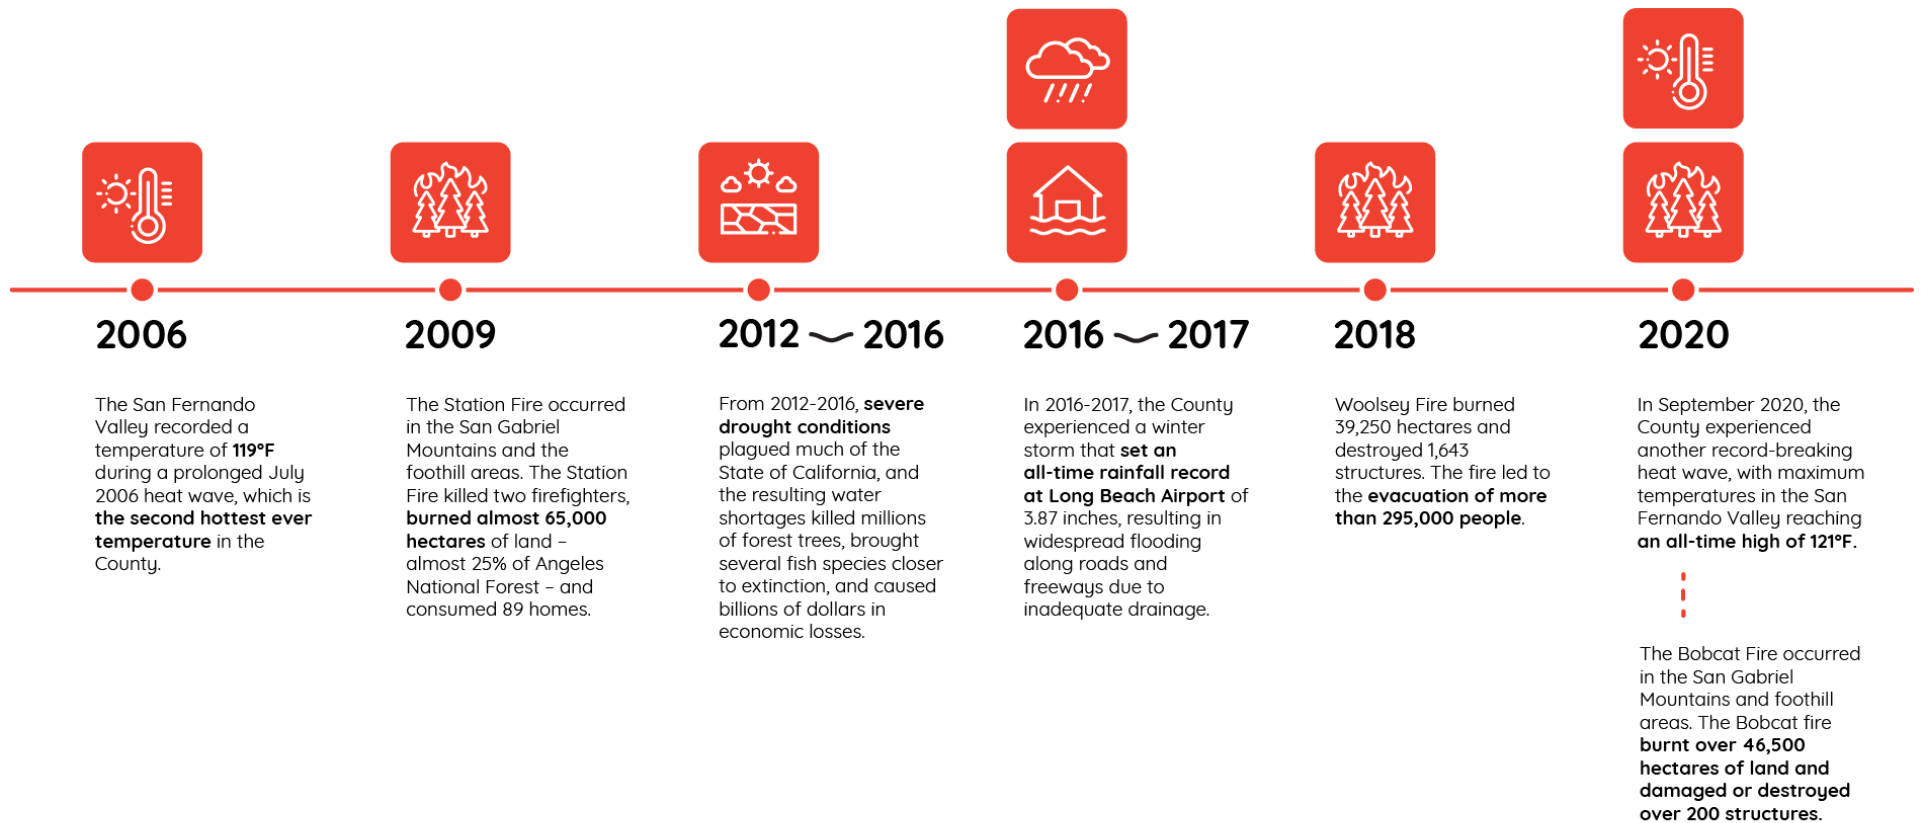 2006
The San Fernando
Valley recorded a
temperature of 119°F
during a prolonged July
2006 heat wave, which is
the second hottest ever
temperature in the
County.
2009
The Station Fire occurred
in the San Gabriel
Mountains and the
foothill areas. The Station
Fire killed two firefighters,
burned almost 65,000
hectares of land –
almost 25% of Angeles
National Forest – and
consumed 89 homes.
2012 ~ 2016
From 2012-2016, severe
drought conditions
plagued much of the
State of California, and
the resulting water
shortages killed millions
of forest trees, brought
several fish species closer
to extinction, and caused
billions of dollars in
economic losses.
2016 ~ 2017
In 2016-2017, the County
experienced a winter
storm that set an
all-time rainfall record
at Long Beach Airport of
3.87 inches, resulting in
widespread flooding
along roads and
freeways due to
inadequate drainage.
2018
Woolsey Fire burned
39,250 hectares and
destroyed 1,643
structures. The fire led to
the evacuation of more
than 295,000 people.
2020
In September 2020, the
County experienced
another record-breaking
heat wave, with maximum
temperatures in the San
Fernando Valley reaching
an all-time high of 121°F.
The Bobcat Fire occurred
in the San Gabriel
Mountains and foothill
areas. The Bobcat fire
burnt over 46,500
hectares of land and
damaged or destroyed
over 200 structures.